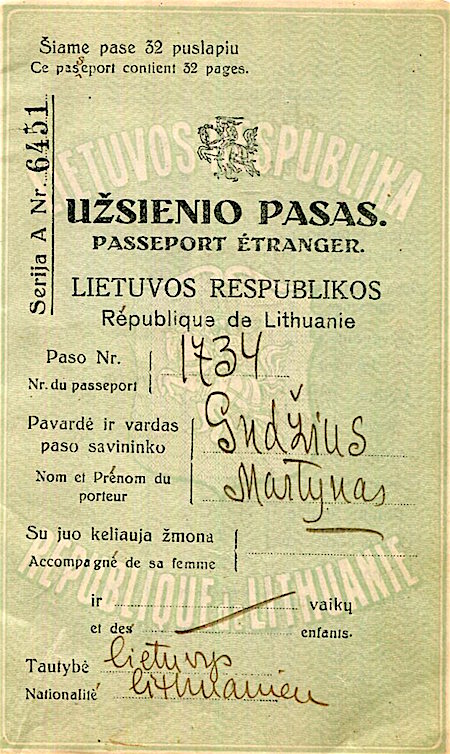 Šiame pase 32 puslapiu
Ce passeport contient 32 pages.
Serija A Nr. 6451
LIETUVOS RESPUBLIKA
UŽSIENIO PASAS.
PASSEPORT ÉTRANGER.
LIETUVOS RESPUBLIKOS
République de Lithuanie
Paso Nr. 1734
Nr. du passeport
Pavardė ir vardas Gudžius
paso savininko
Nom et Prénom du Martynas
porteur
Su juo keliauja žmona
Accompagné de sa femme
REPUBLIQUE LITHUANIE
ir vaikų
et des enfants.
Tautybė lietuvys
Nationalité lithuanien